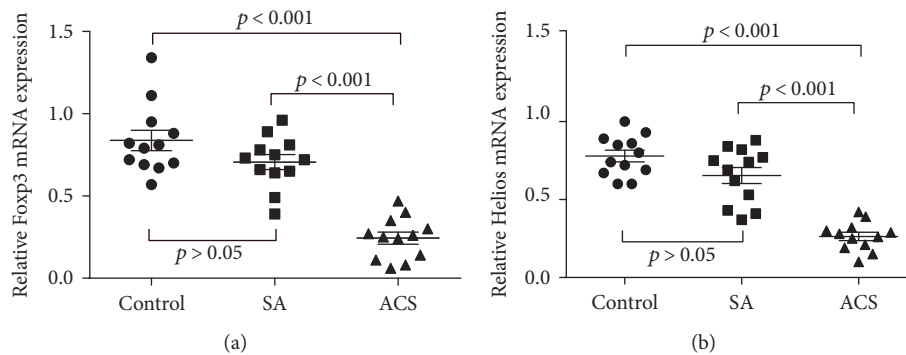 Relative Foxp3 mRNA expression
1.5
1.0
0.5
0.0
p < 0.001
p < 0.001
p > 0.05
Control SA ACS
(a)
Relative Helios mRNA expression
1.5
1.0
0.5
0.0
p < 0.001
p < 0.001
p > 0.05
Control SA ACS
(b)